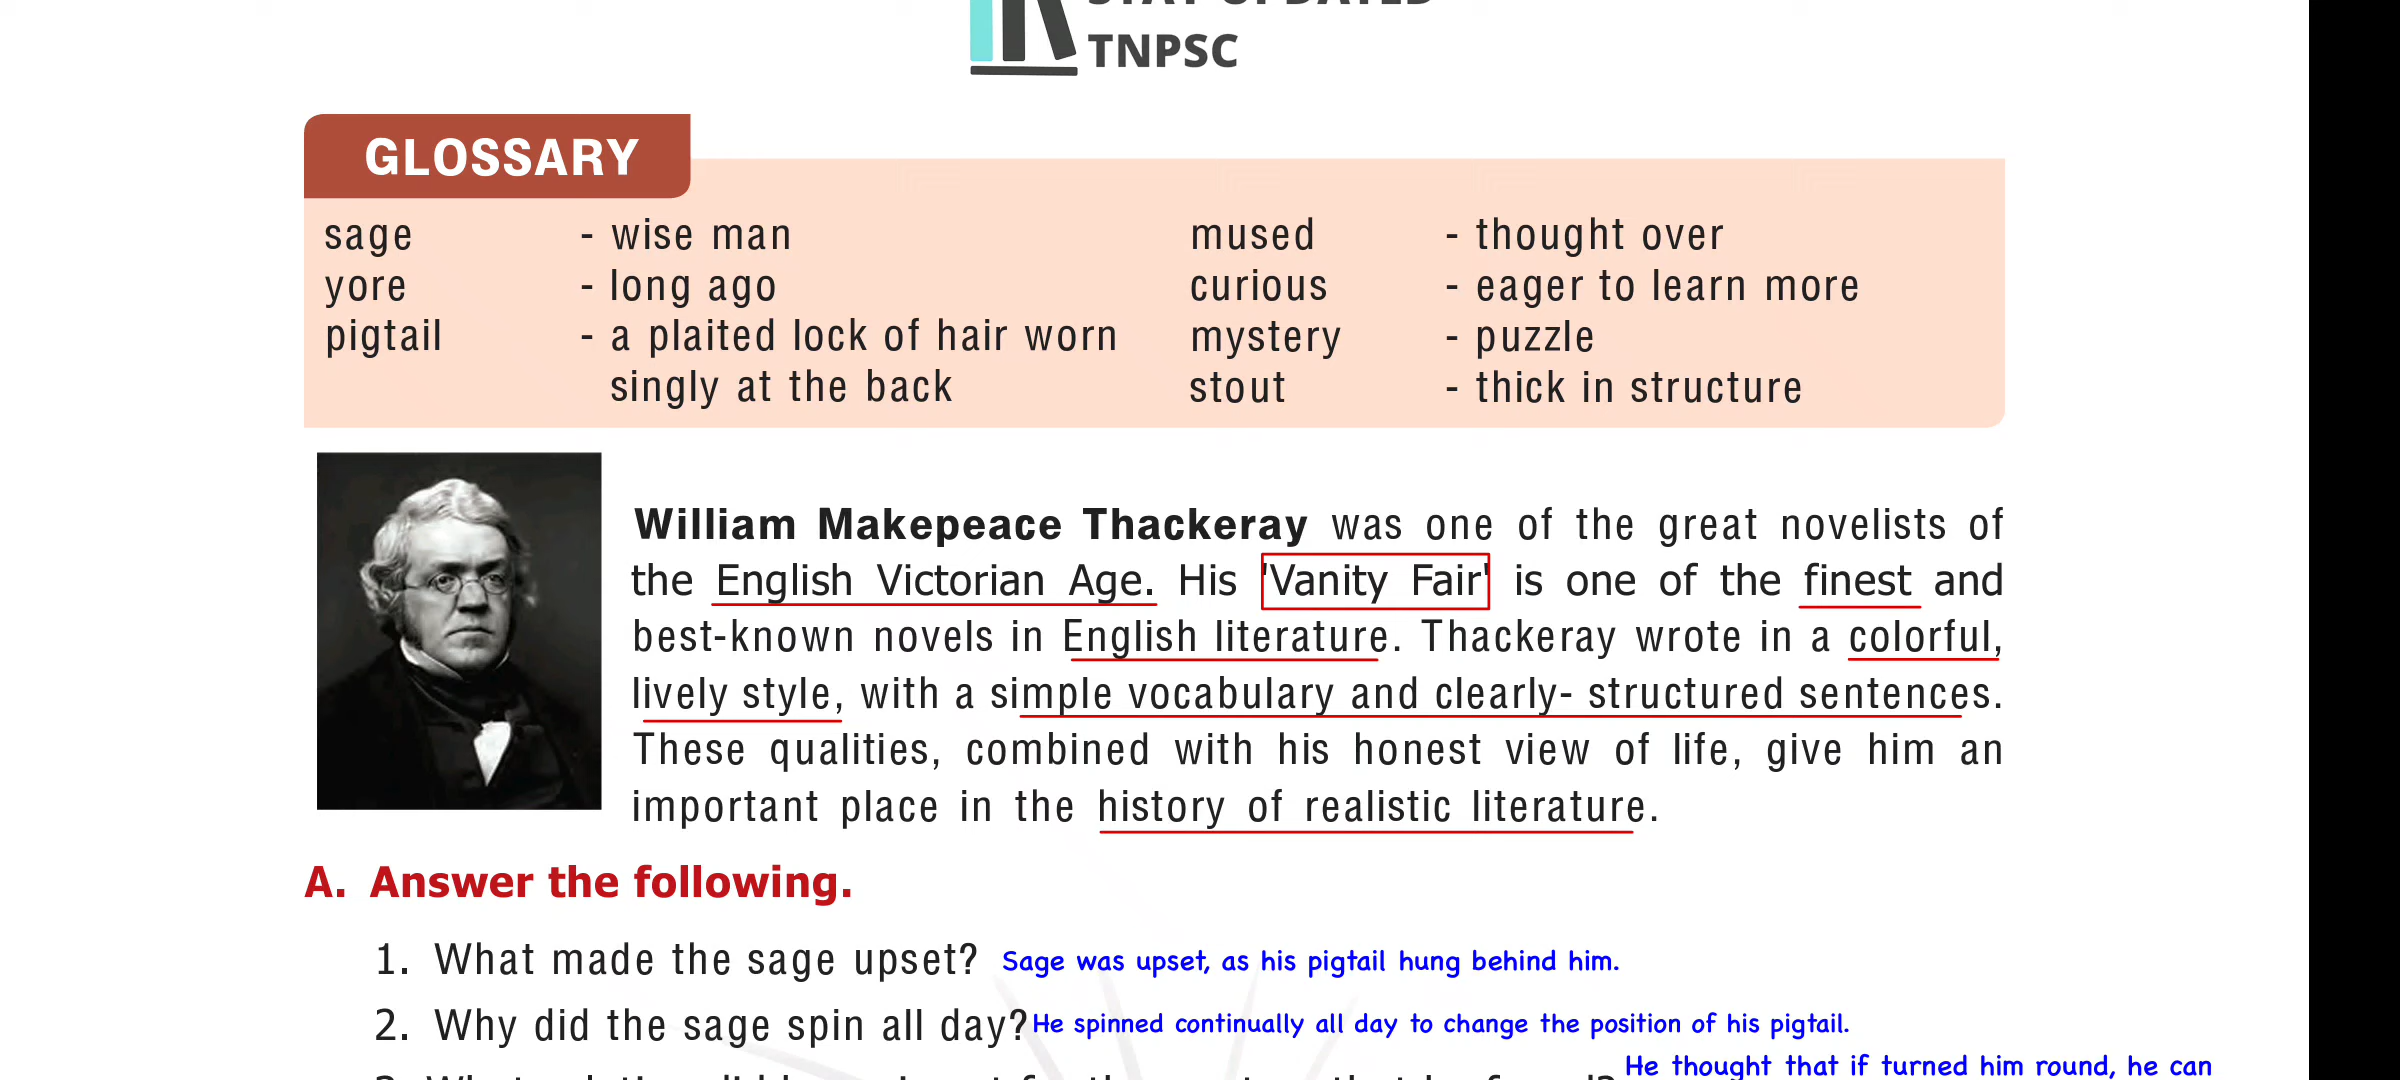 TNPSC
GLOSSARY
sage - wise man
yore - long ago
pigtail - a plaited lock of hair worn
singly at the back
mused - thought over
curious - eager to learn more
mystery - puzzle
stout - thick in structure
William Makepeace Thackeray was one of the great novelists of
the English Victorian Age. His 'Vanity Fair' is one of the finest and
best-known novels in English literature. Thackeray wrote in a colorful,
lively style, with a simple vocabulary and clearly- structured sentences.
These qualities, combined with his honest view of life, give him an
important place in the history of realistic literature.
A. Answer the following.
1. What made the sage upset? Sage was upset, as his pigtail hung behind him.
2. Why did the sage spin all day? He spinned continually all day to change the position of his pigtail.
He thought that if turned him round, he can